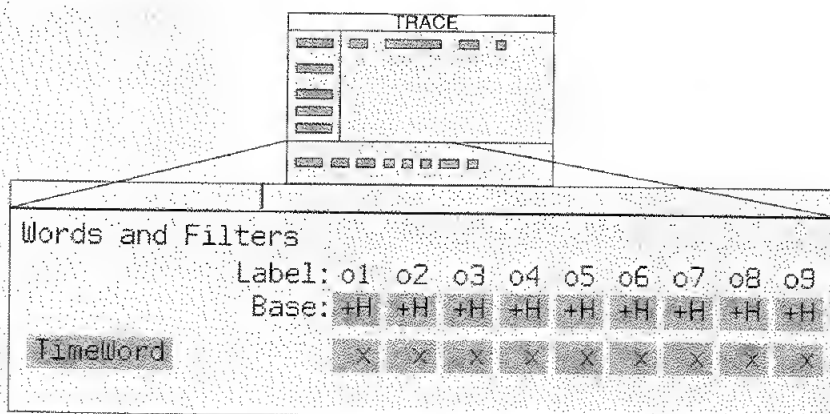 TRACE
Words and Filters
Label: o1 o2 o3 o4 o5 o6 o7 o8 o9
Base: +H +H +H +H +H +H +H +H +H
TimeWord x x x x x x x x x